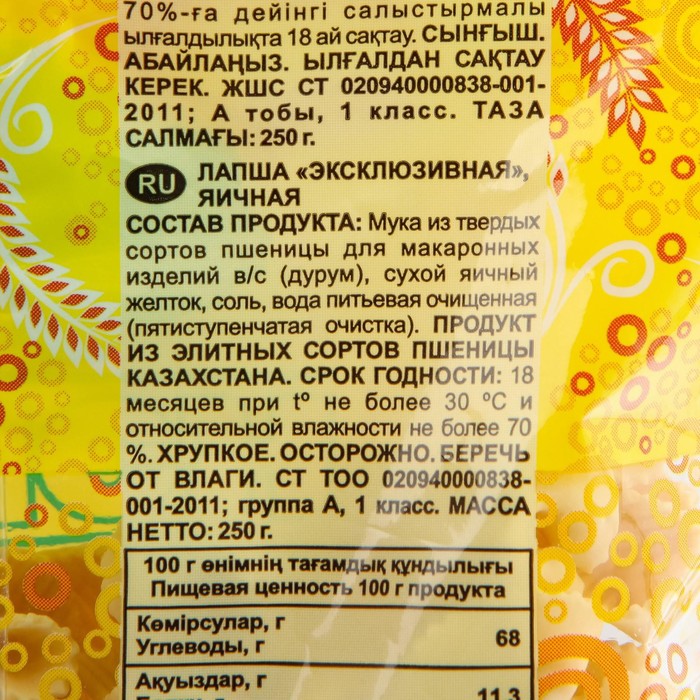 70%-ға дейінгі салыстырмалы
ылғалдылықта 18 ай сақтау. СЫНҒЫШ.
АБАЙЛАҢЫЗ. ЫЛҒАЛДАН САҚТАУ
КЕРЕК. ЖШС СТ 020940000838-001-
2011; А тобы, 1 класс. ТАЗА
САЛМАҒЫ: 250 г.
RU ЛАПША «ЭКСКЛЮЗИВНАЯ»,
ЯИЧНАЯ
СОСТАВ ПРОДУКТА: Мука из твердых
сортов пшеницы для макаронных
изделий в/с (дурум), сухой яичный
желток, соль, вода питьевая очищенная
(пятиступенчатая очистка). ПРОДУКТ
ИЗ ЭЛИТНЫХ СОРТОВ ПШЕНИЦЫ
КАЗАХСТАНА. СРОК ГОДНОСТИ: 18
месяцев при tº не более 30 ºС и
относительной влажности не более 70
%. ХРУПКОЕ. ОСТОРОЖНО. БЕРЕЧЬ
ОТ ВЛАГИ. СТ ТОО 020940000838-
001-2011; группа А, 1 класс. МАССА
НЕТТО: 250 г.
100 г өнімнің тағамдық құндылығы
Пищевая ценность 100 г продукта
Көмірсулар, г
Углеводы, г 68
Ақуыздар, г
11,3